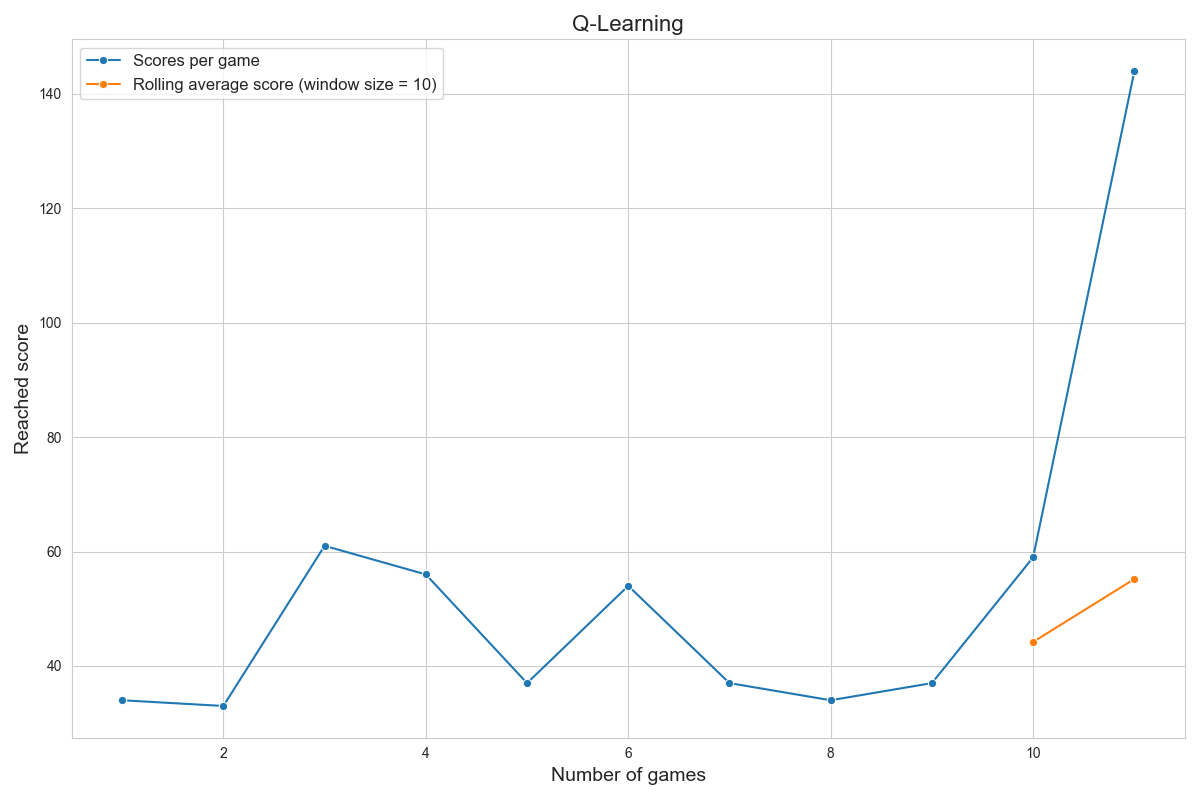 Q-Learning
Scores per game
Rolling average score (window size = 10)
Reached score
140
120
100
80
60
40
2 4 6 8 10
Number of games